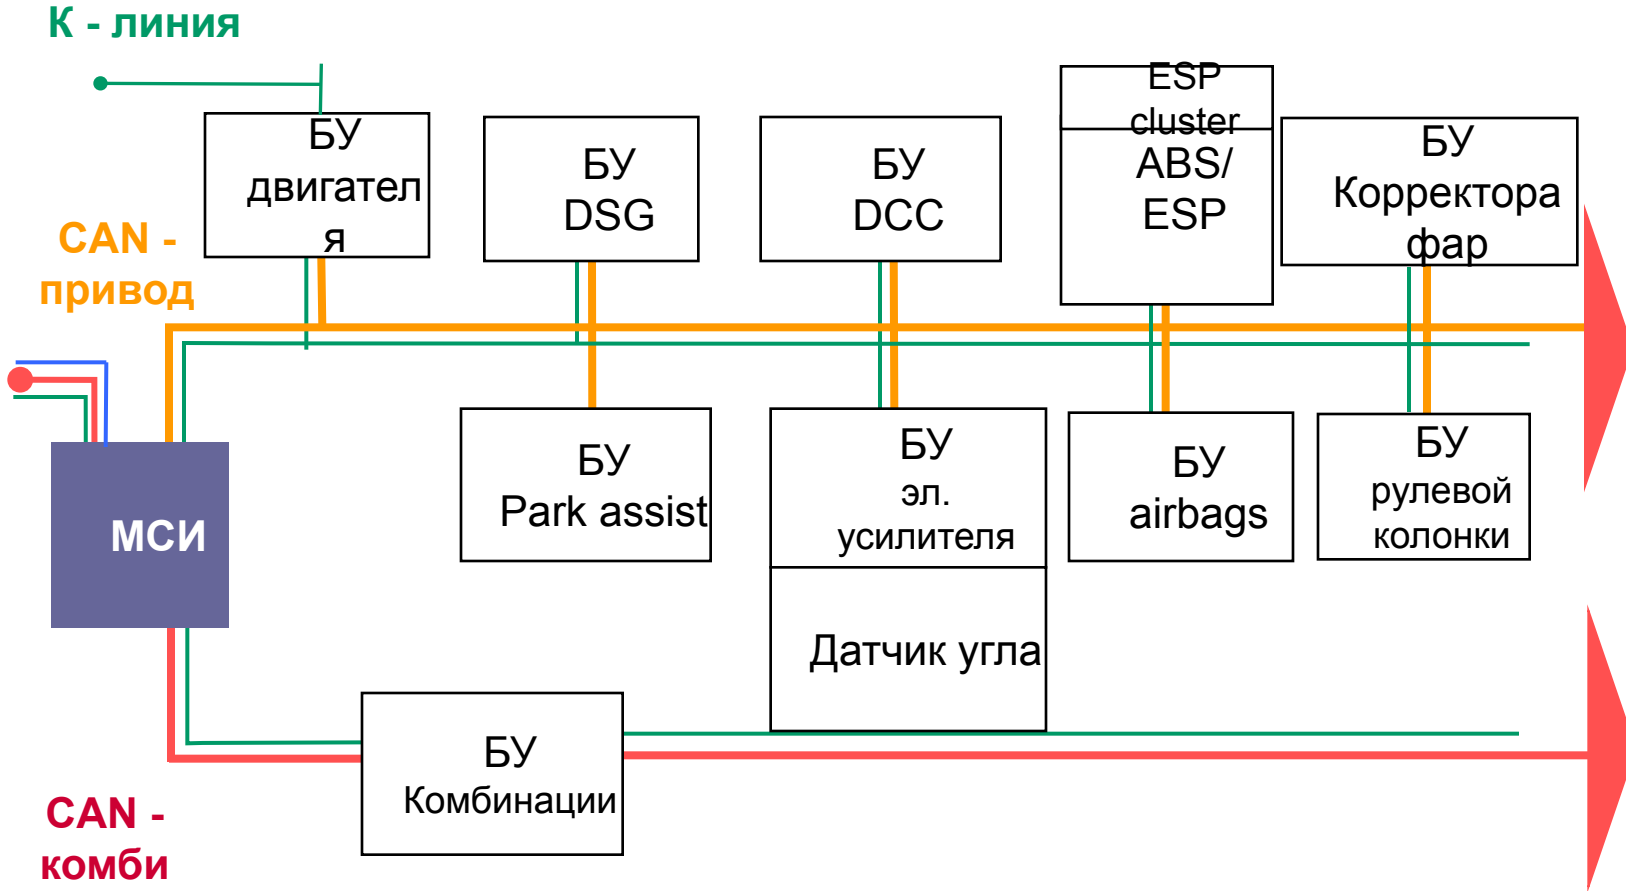 К - линия
БУ
двигател
я
БУ
DSG
БУ
DCC
ESP
cluster
ABS/
ESP
БУ
Корректора
фар
CAN -
привод
МСИ
БУ
Park assist
БУ
эл.
усилителя
Датчик угла
БУ
airbags
БУ
рулевой
колонки
БУ
Комбинации
CAN -
комби